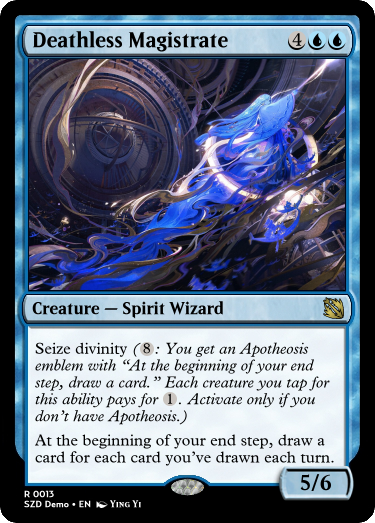 Deathless Magistrate 4
Creature — Spirit Wizard
Seize divinity (8: You get an Apotheosis
emblem with “At the beginning of your end
step, draw a card.” Each creature you tap for
this ability pays for 1. Activate only if you
don’t have Apotheosis.)
At the beginning of your end step, draw a
card for each card you’ve drawn each turn.
5/6
R 0013
SZD Demo • EN Ying Yi